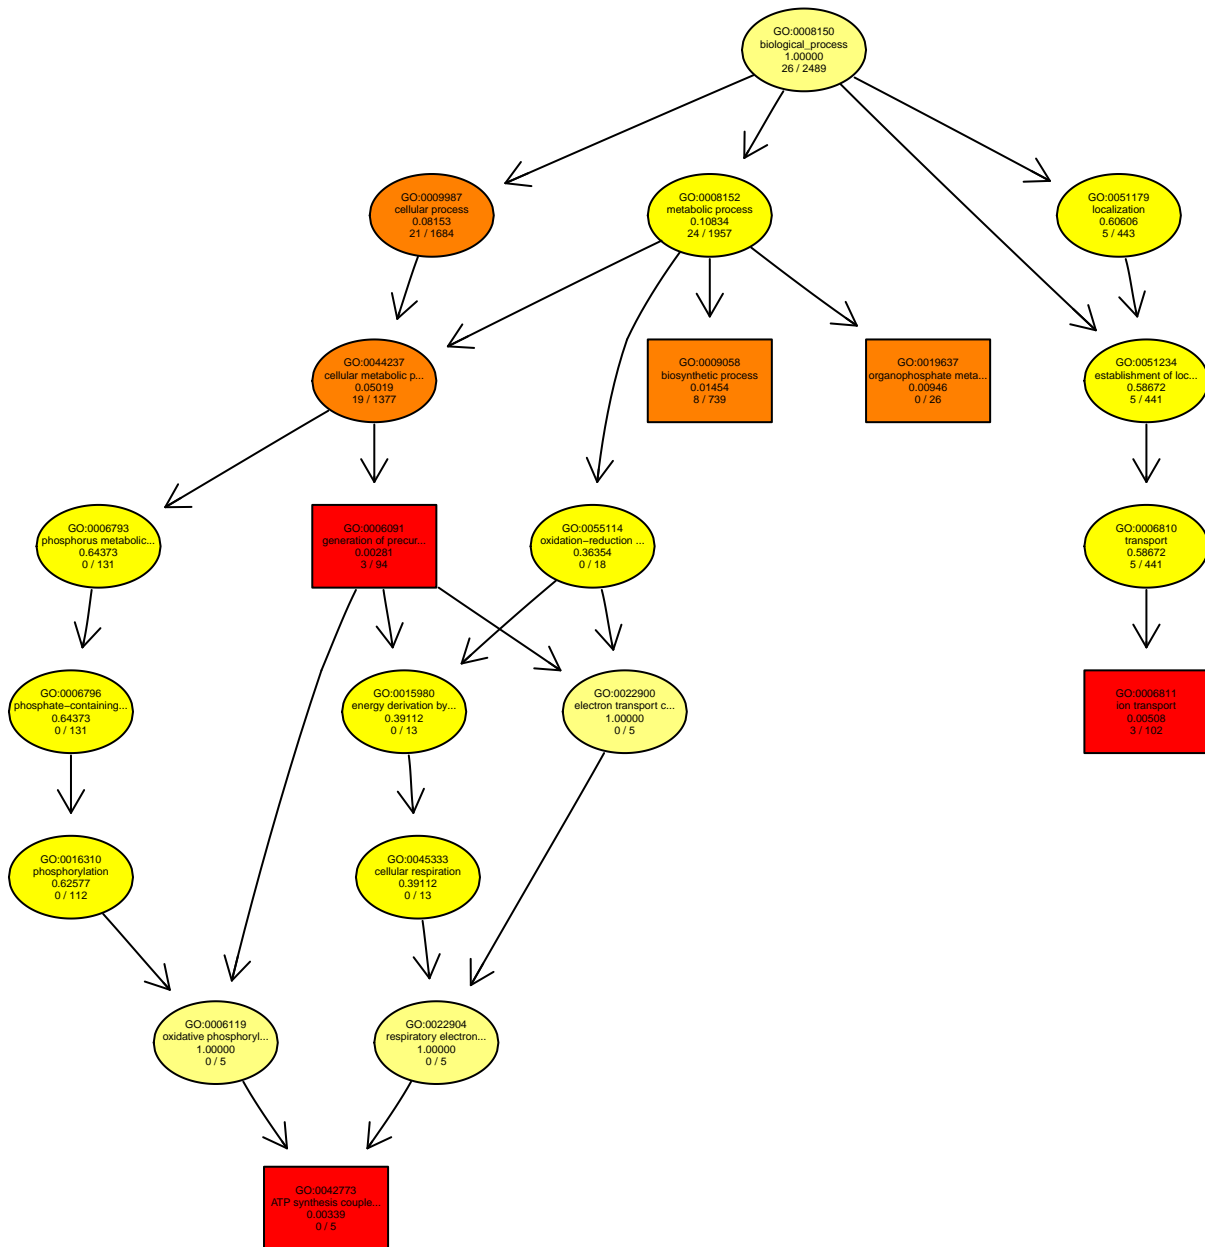 GO:0008150
biological_process
1.00000
26 / 2489
GO:0009987
cellular process
0.08153
21 / 1684
GO:0008152
metabolic process
0.10834
24 / 1957
GO:0051179
localization
0.60606
5 / 443
GO:0044237
cellular metabolic p...
0.05019
19 / 1377
GO:0009058
biosynthetic process
0.01454
8 / 739
GO:0019637
organophosphate meta...
0.00946
0 / 26
GO:0051234
establishment of loc...
0.58672
5 / 441
GO:0006793
phosphorus metabolic...
0.64373
0 / 131
GO:0006091
generation of precur...
0.00281
3 / 94
GO:0055114
oxidation−reduction ...
0.36354
0 / 18
GO:0006810
transport
0.58672
5 / 441
GO:0006796
phosphate−containing...
0.64373
0 / 131
GO:0015980
energy derivation by...
0.39112
0 / 13
GO:0022900
electron transport c...
1.00000
0 / 5
GO:0006811
ion transport
0.00508
3 / 102
GO:0016310
phosphorylation
0.62577
0 / 112
GO:0045333
cellular respiration
0.39112
0 / 13
GO:0006119
oxidative phosphoryl...
1.00000
0 / 5
GO:0022904
respiratory electron...
1.00000
0 / 5
GO:0042773
ATP synthesis couple...
0.00339
0 / 5